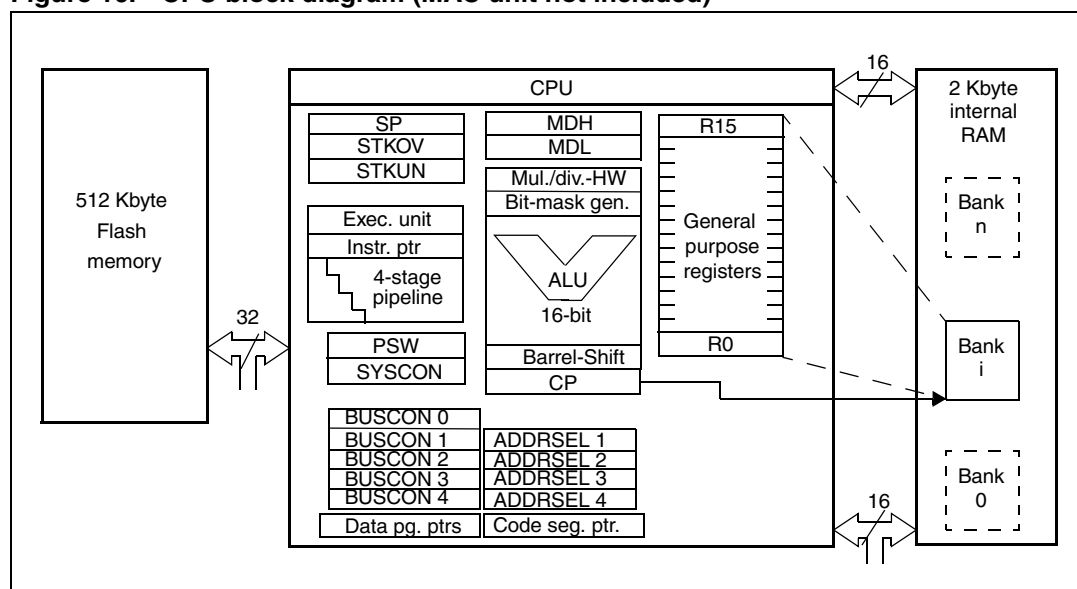 Figure CPU block diagram (MAC unit not included)
512 Kbyte
Flash
memory
32
CPU
SP
STKOV
STKUN
Exec. unit
Instr. ptr
4-stage
pipeline
PSW
SYSCON
BUSCON 0
BUSCON 1
BUSCON 2
BUSCON 3
BUSCON 4
Data pg. ptrs
MDH
MDL
Mul./div.-HW
Bit-mask gen.
ALU
16-bit
Barrel-Shift
CP
ADDRSEL 1
ADDRSEL 2
ADDRSEL 3
ADDRSEL 4
Code seg. ptr.
R15
General
purpose
registers
R0
16
16
2 Kbyte
internal
RAM
Bank
n
Bank
i
Bank
0